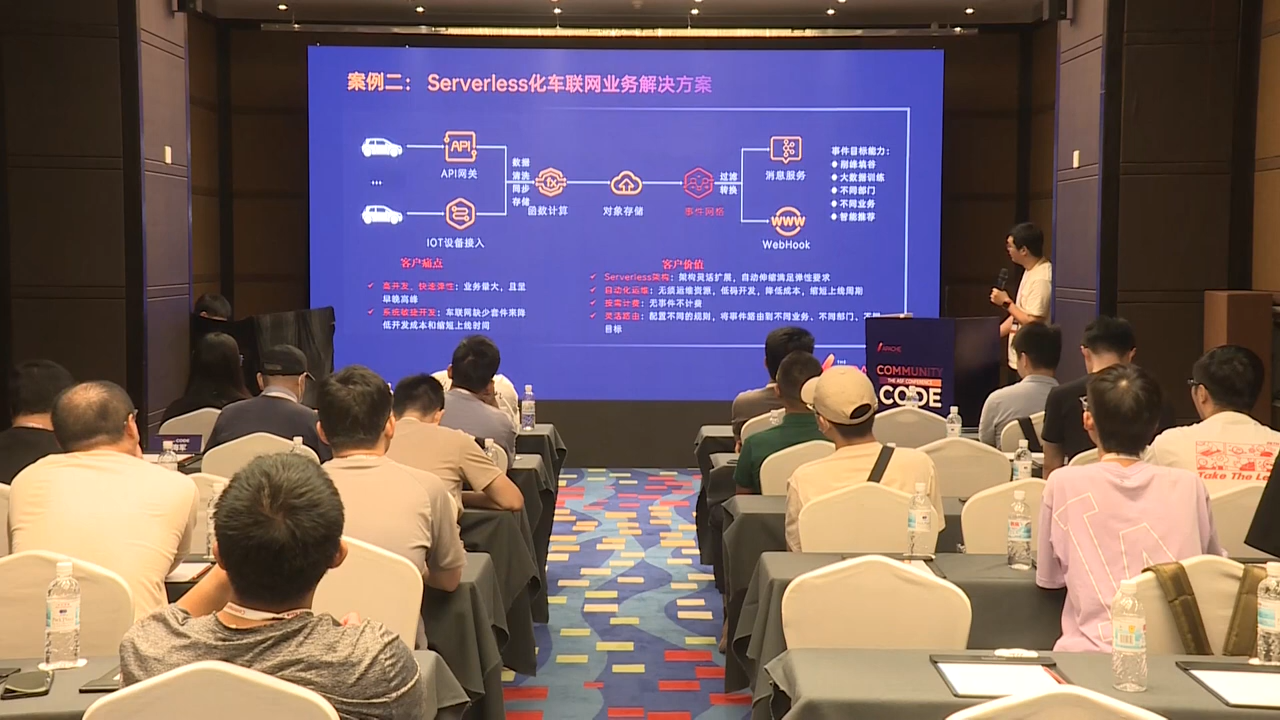 案例二： Serverless化车联网业务解决方案
API
API网关
IOT设备接入
数据
清洗
同步
存储
fx
函数计算
对象存储
事件网格
过滤
转换
消息服务
WWW
WebHook
事件目标能力：
◆ 削峰填谷
◆ 大数据训练
◆ 不同部门
◆ 不同业务
◆ 智能推荐
客户痛点
✓ 高并发、快速弹性：业务量大，且呈
早晚高峰
✓ 系统敏捷开发：车联网缺少套件来降
低开发成本和缩短上线时间
客户价值
✓ Serverless架构：架构灵活扩展，自动伸缩满足弹性要求
✓ 自动化运维：无须运维资源，低码开发，降低成本，缩短上线周期
✓ 按需计费：无事件不计费
✓ 灵活路由：配置不同的规则，将事件路由到不同业务、不同部门、不同
目标
THE
APACHE
COMMUNITY
THE ASF CONFERENCE
CODE
CODE
Take The Le